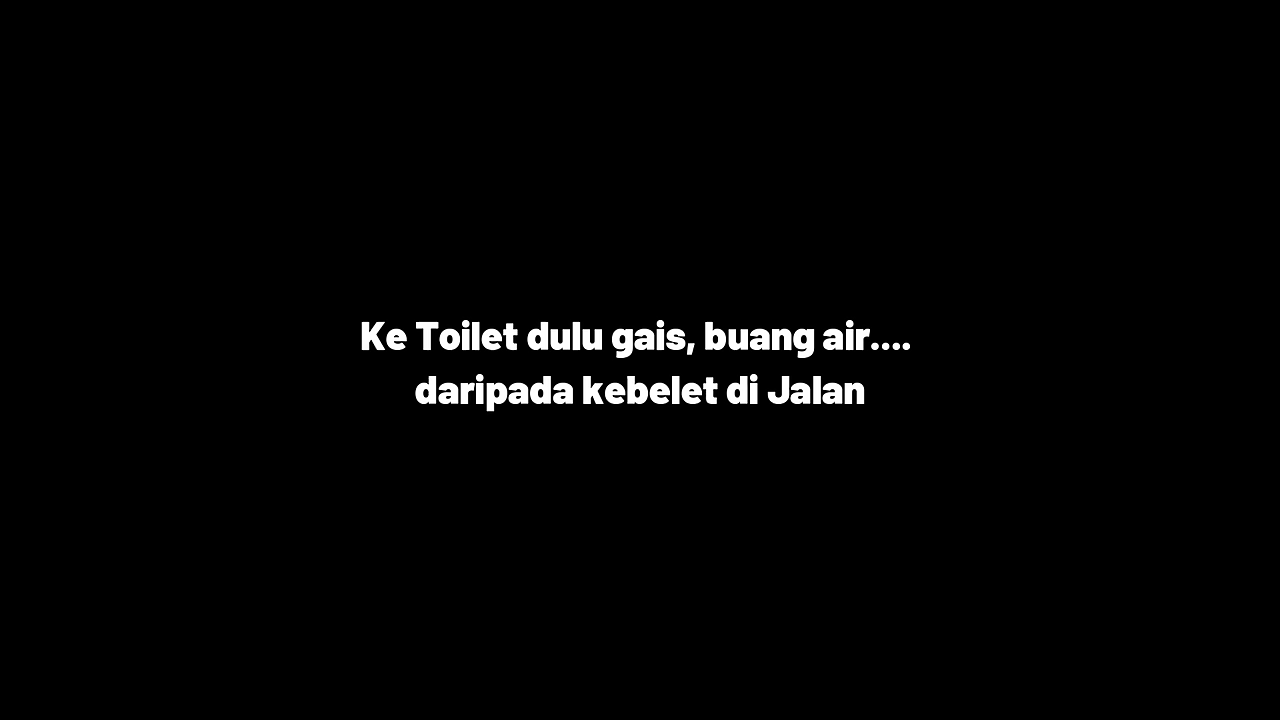 Ke Toilet dulu gais, buang air....
daripada kebelet di Jalan